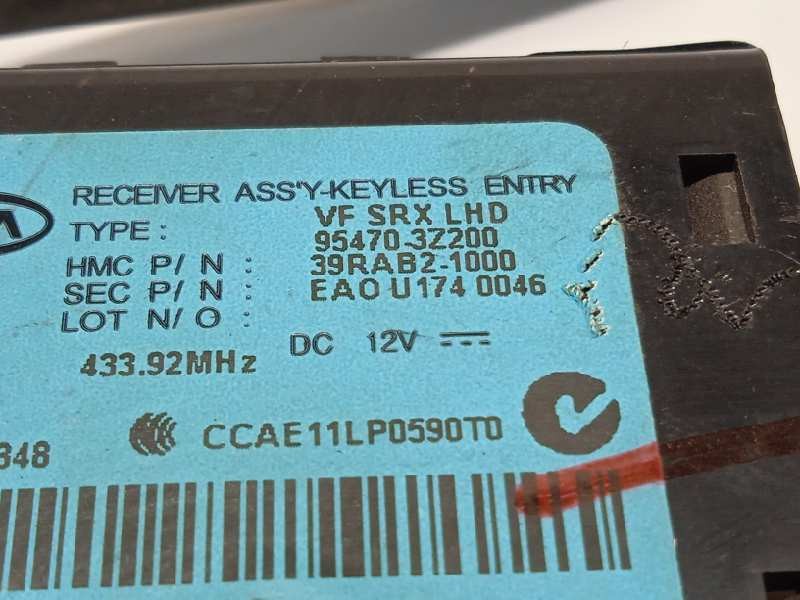 RECEIVER ASS'Y-KEYLESS ENTRY
TYPE : VF SRX LHD
HMC P/N : 95470-3Z200
SEC P/N : 39RAB2-1000
LOT N/O : EAO U174 0046
433.92MHz DC 12V
CCAE11LP0590T0
348